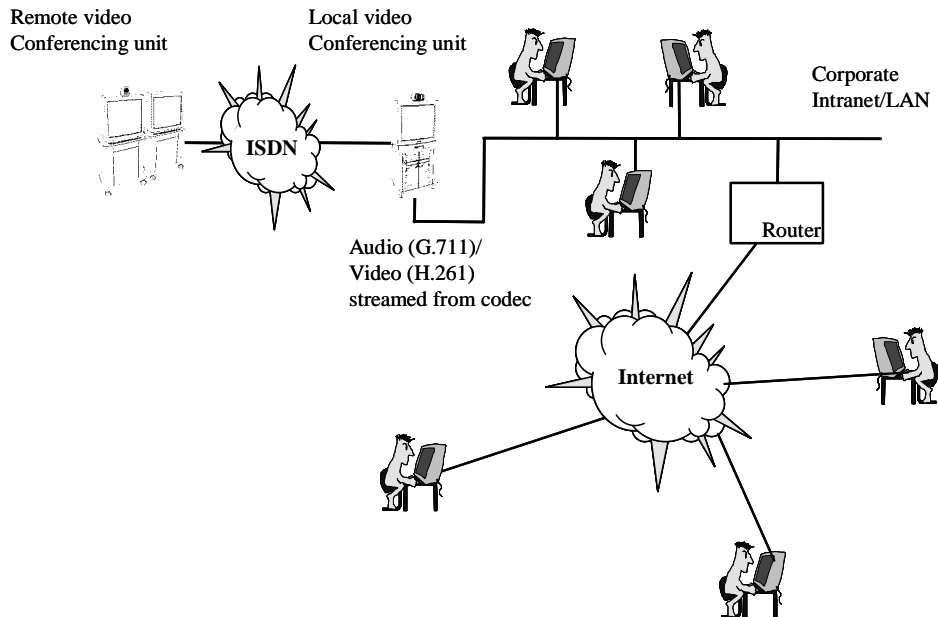 Remote video
Conferencing unit
Local video
Conferencing unit
Corporate
Intranet/LAN
ISDN
Router
Audio (G.711)/
Video (H.261)
streamed from codec
Internet